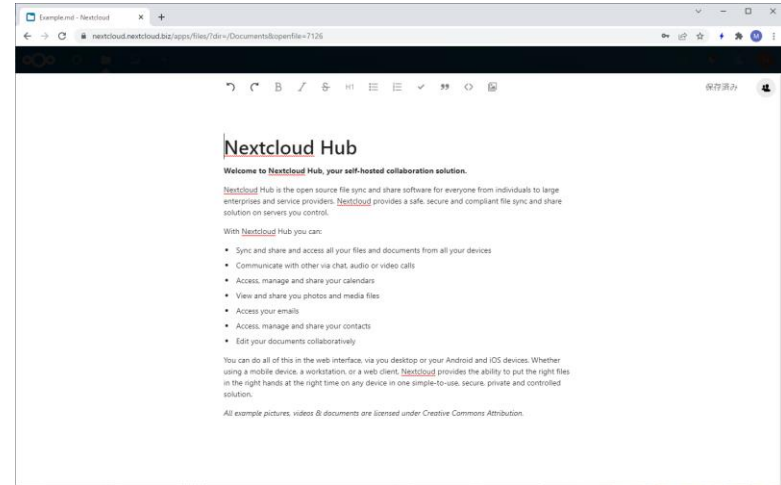 Example.md - Nextcloud
nextcloud.nextcloud.biz/apps/files/?dir=/Documents&openfile=7126
M
B I S H1
保存済み
Nextcloud Hub
Welcome to Nextcloud Hub, your self-hosted collaboration solution.
Nextcloud Hub is the open source file sync and share software for everyone from individuals to large
enterprises and service providers. Nextcloud provides a safe, secure and compliant file sync and share
solution on servers you control.
With Nextcloud Hub you can:
• Sync and share and access all your files and documents from all your devices
• Communicate with other via chat, audio or video calls
• Access, manage and share your calendars
• View and share you photos and media files
• Access your emails
• Access, manage and share your contacts
• Edit your documents collaboratively
You can do all of this in the web interface, via you desktop or your Android and iOS devices. Whether
using a mobile device, a workstation, or a web client, Nextcloud provides the ability to put the right files
in the right hands at the right time on any device in one simple-to-use, secure, private and controlled
solution.
All example pictures, videos & documents are licensed under Creative Commons Attribution.